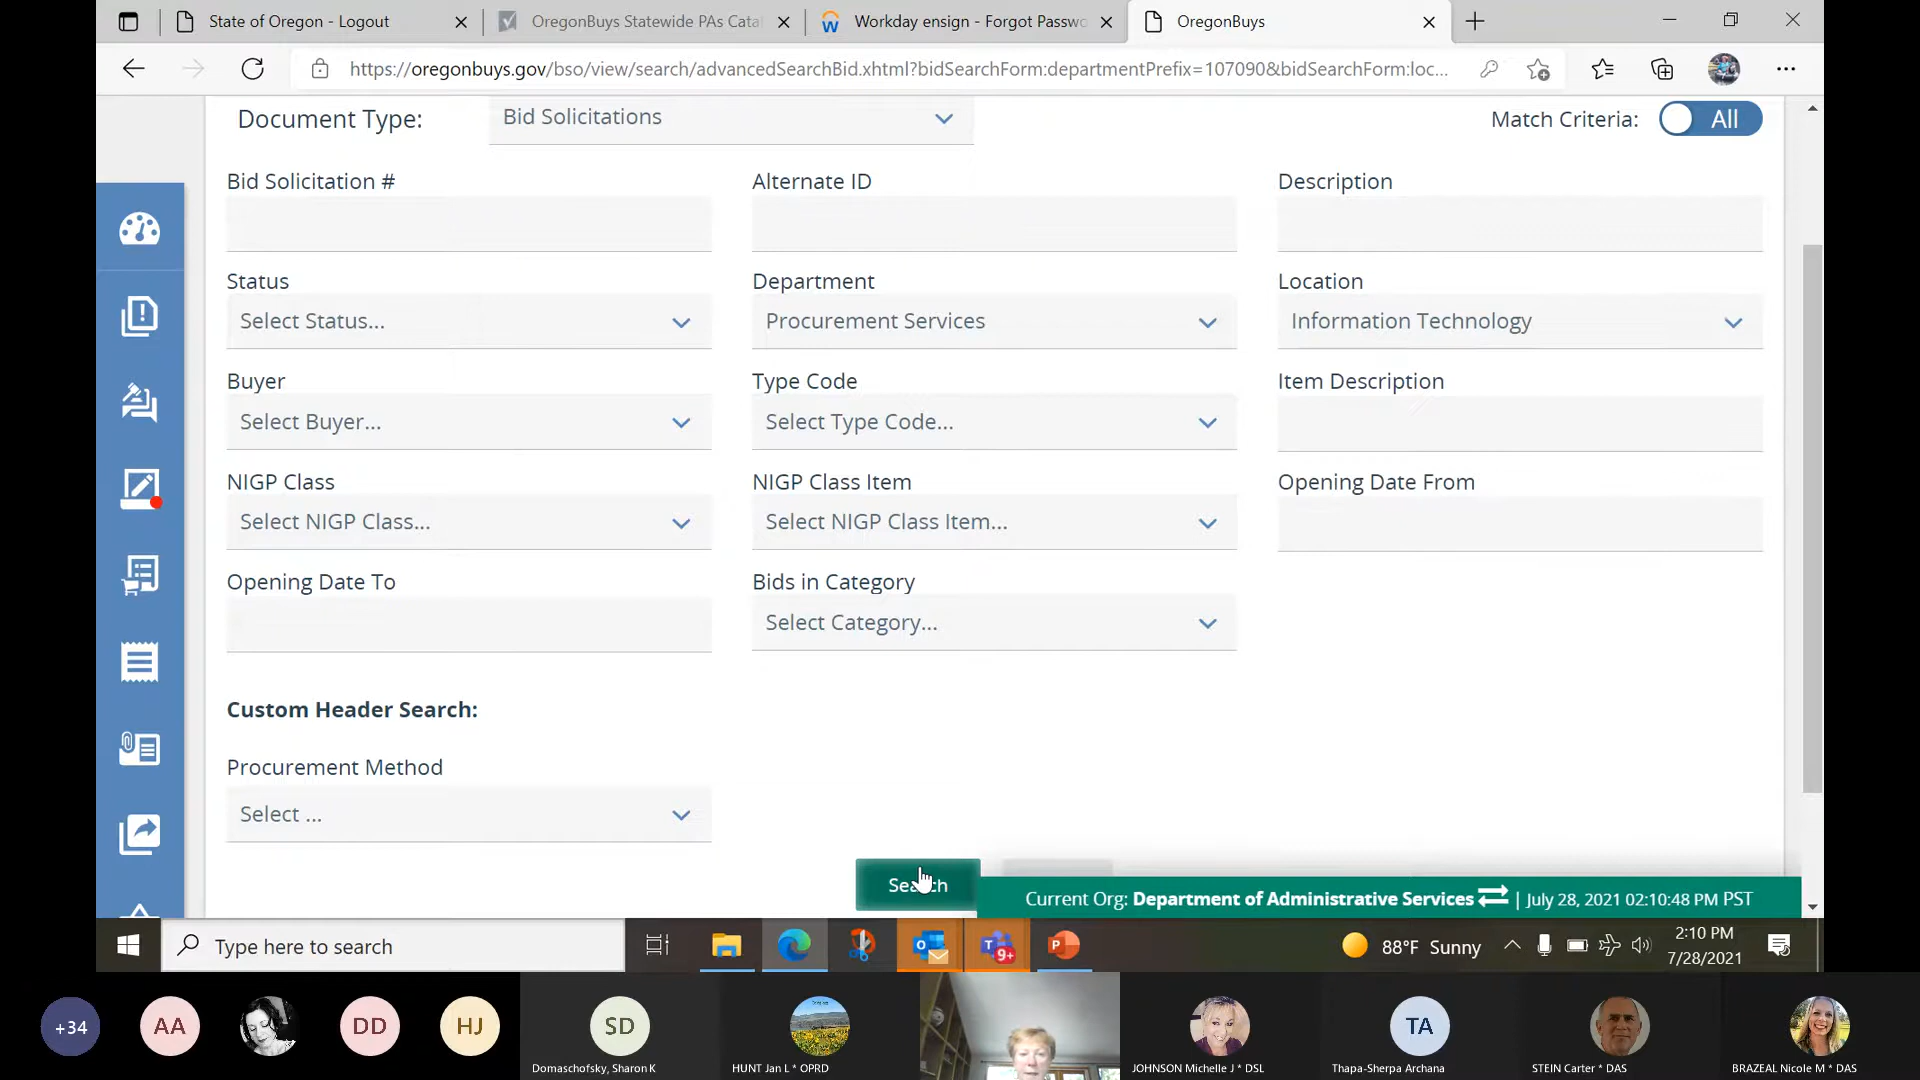 State of Oregon - Logout
OregonBuys Statewide PAs Cata
Workday ensign - Forgot Passwo
OregonBuys
https://oregonbuys.gov/bso/view/search/advancedSearchBid.xhtml?bidSearchForm:departmentPrefix=107090&bidSearchForm:loc...
Document Type:
Bid Solicitations
Match Criteria:
All
Bid Solicitation #
Alternate ID
Description
Status
Department
Location
Select Status...
Procurement Services
Information Technology
Buyer
Type Code
Item Description
Select Buyer...
Select Type Code...
NIGP Class
NIGP Class Item
Opening Date From
Select NIGP Class...
Select NIGP Class Item...
Opening Date To
Bids in Category
Select Category...
Custom Header Search:
Procurement Method
Select ...
Search
Current Org: Department of Administrative Services | July 28, 2021 02:10:48 PM PST
Type here to search
9+
88°F Sunny
2:10 PM
7/28/2021
+34
AA
DD
HJ
SD
TA
Domaschofsky, Sharon K
HUNT Jan L * OPRD
JOHNSON Michelle J * DSL
Thapa-Sherpa Archana
STEIN Carter * DAS
BRAZEAL Nicole M * DAS